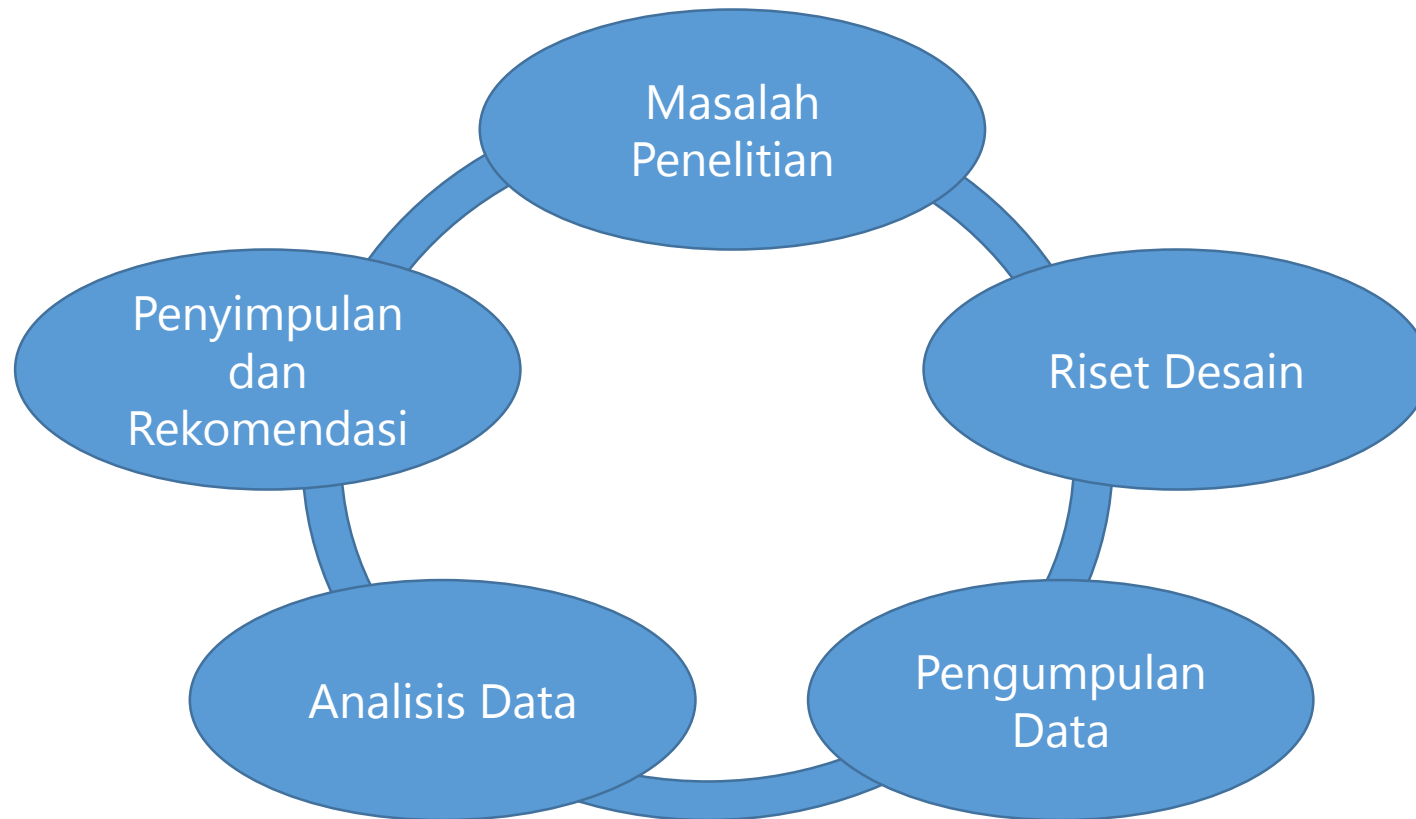 Masalah
Penelitian
Riset Desain
Pengumpulan
Data
Analisis Data
Penyimpulan
dan
Rekomendasi